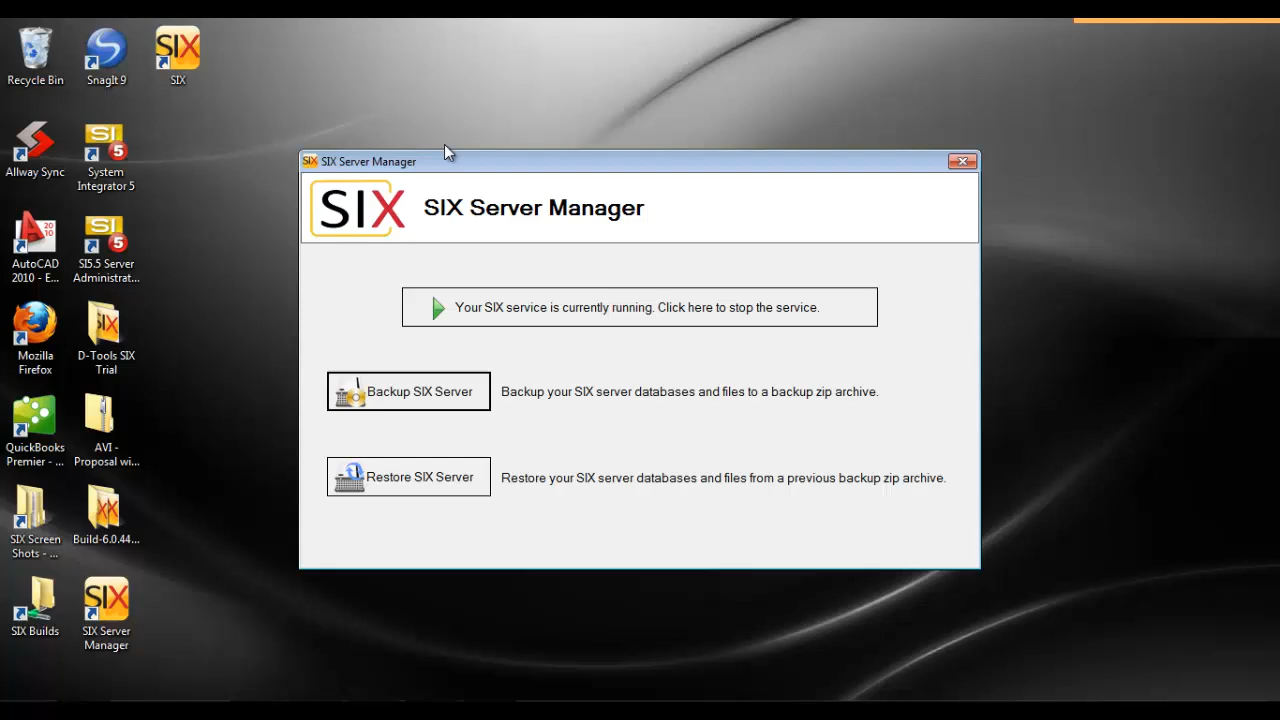 Recycle Bin
SnagIt 9
SIX
Allway Sync
System
Integrator 5
AutoCAD
2010 - E...
SI5.5 Server
Administrat...
Mozilla
Firefox
D-Tools SIX
Trial
QuickBooks
Premier - ...
AVI -
Proposal wi...
SIX Screen
Shots - ...
Build-6.0.44...
SIX Builds
SIX Server
Manager
SIX Server Manager
SIX SIX Server Manager
Your SIX service is currently running. Click here to stop the service.
Backup SIX Server Backup your SIX server databases and files to a backup zip archive.
Restore SIX Server Restore your SIX server databases and files from a previous backup zip archive.